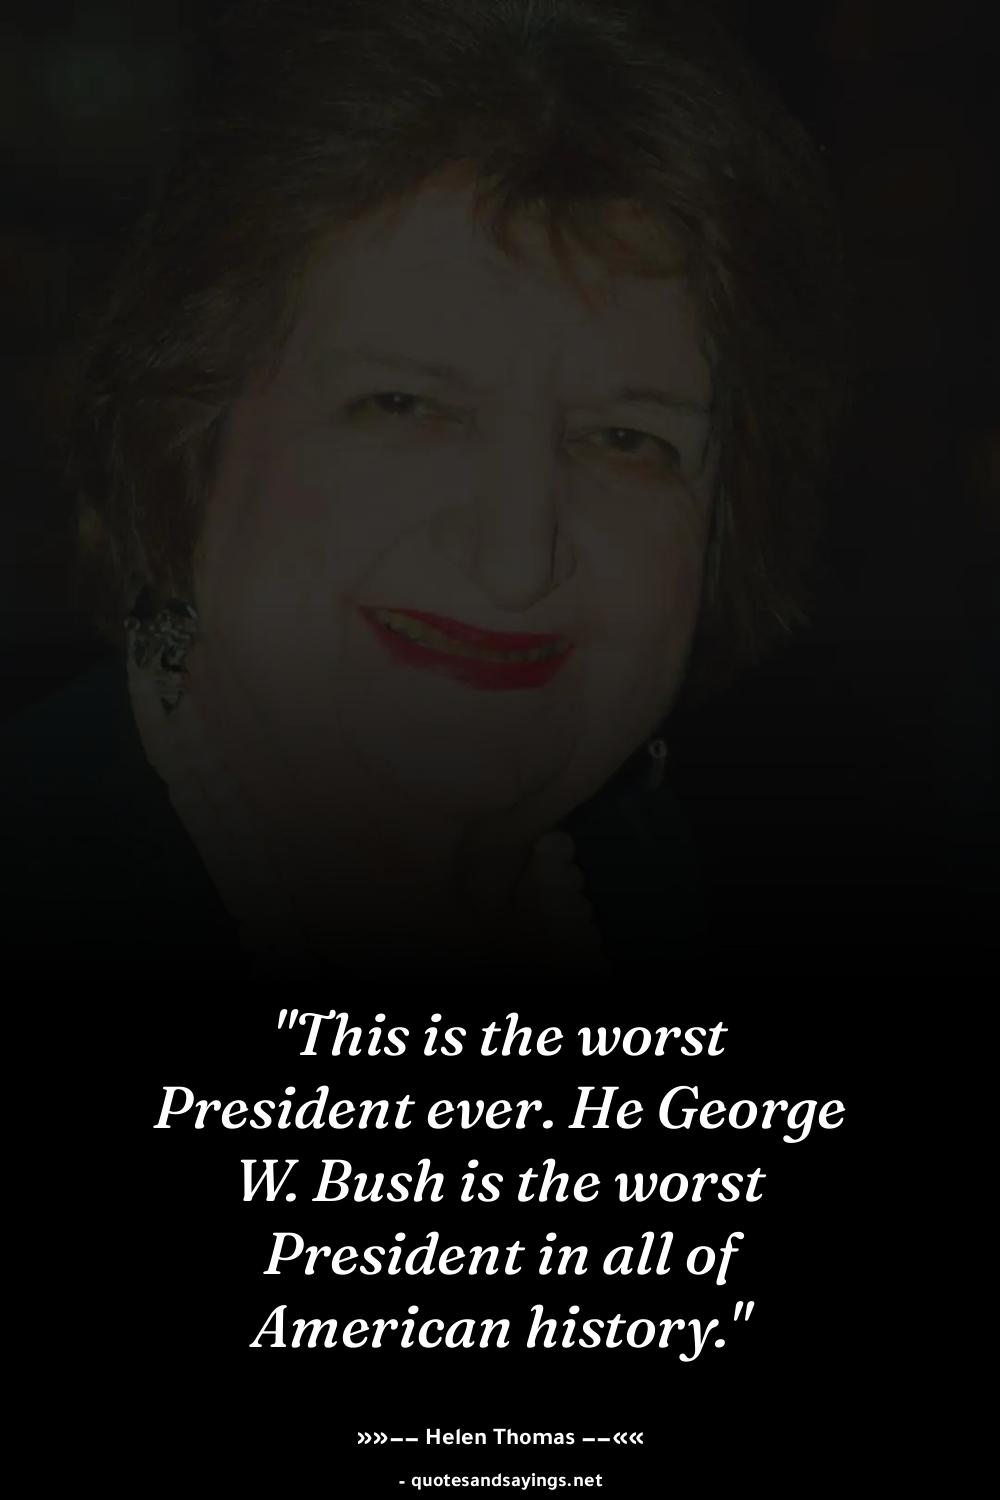 "This is the worst
President ever. He George
W. Bush is the worst
President in all of
American history."
»»—— Helen Thomas ——««
- quotesandsayings.net